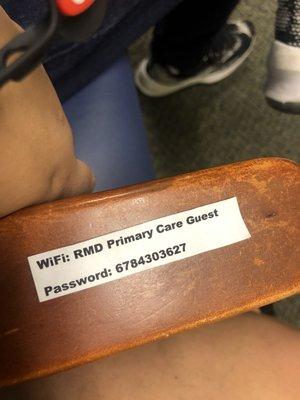 WiFi: RMD Primary Care Guest
Password: 6784303627